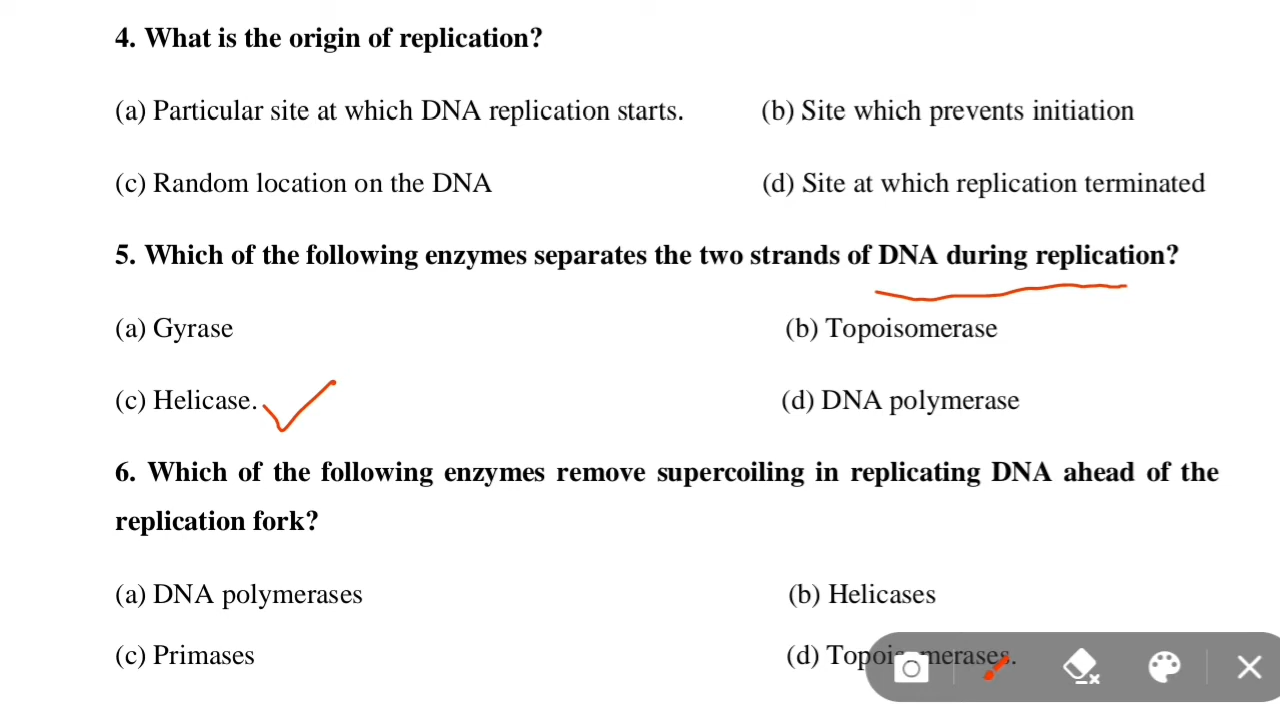 4. What is the origin of replication?
(a) Particular site at which DNA replication starts. (b) Site which prevents initiation
(c) Random location on the DNA (d) Site at which replication terminated
5. Which of the following enzymes separates the two strands of DNA during replication?
(a) Gyrase (b) Topoisomerase
(c) Helicase. (d) DNA polymerase
6. Which of the following enzymes remove supercoiling in replicating DNA ahead of the
replication fork?
(a) DNA polymerases (b) Helicases
(c) Primases (d) Topoisomerases.